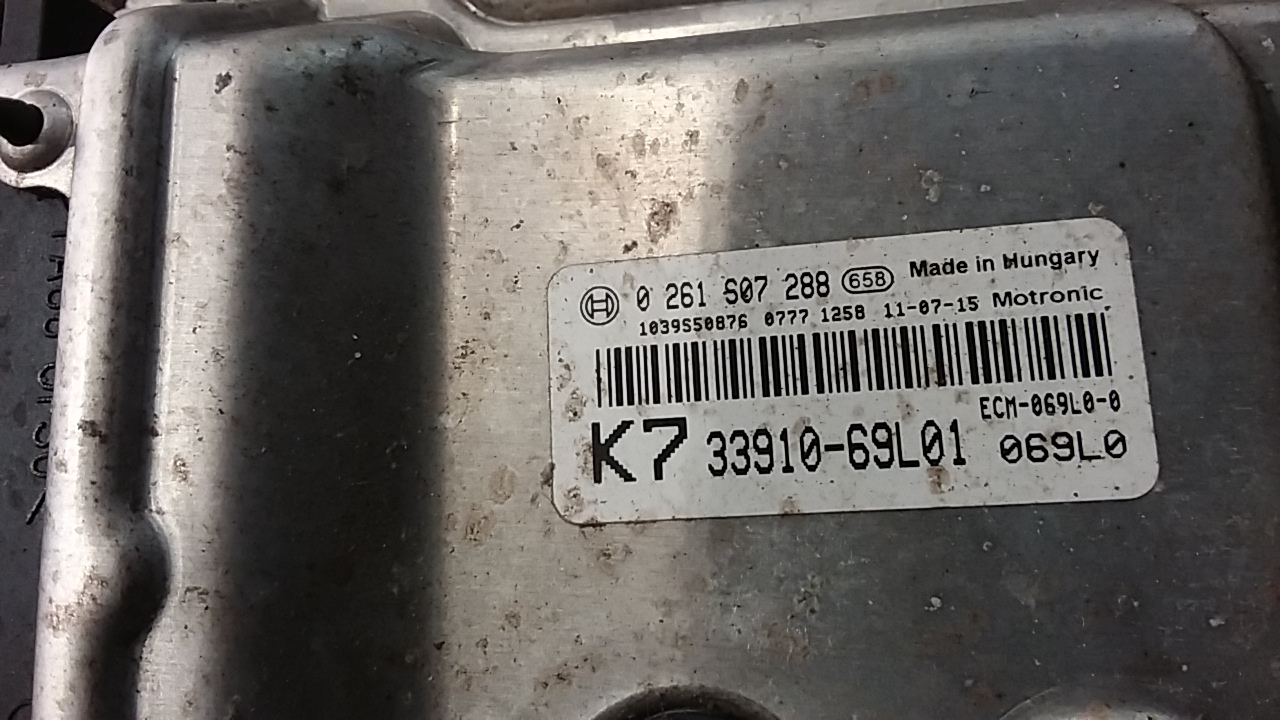 0 261 S07 288 658 Made in Hungary
1039S50876 0777 1258 11-07-15 Motronic
ECM-069L0-0
K7 33910-69L01 069L0